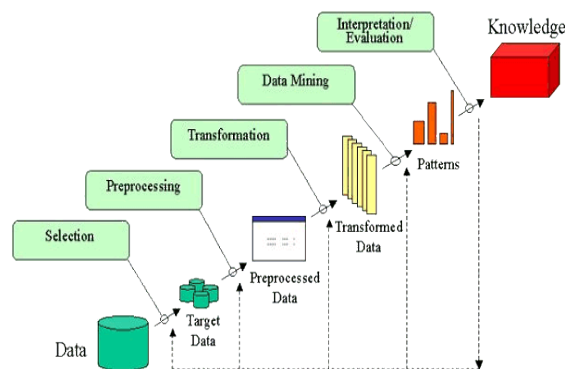 Interpretation/
Evaluation
Knowledge
Data Mining
Transformation
Patterns
Preprocessing
Transformed
Data
Selection
Preprocessed
Data
Target
Data
Data